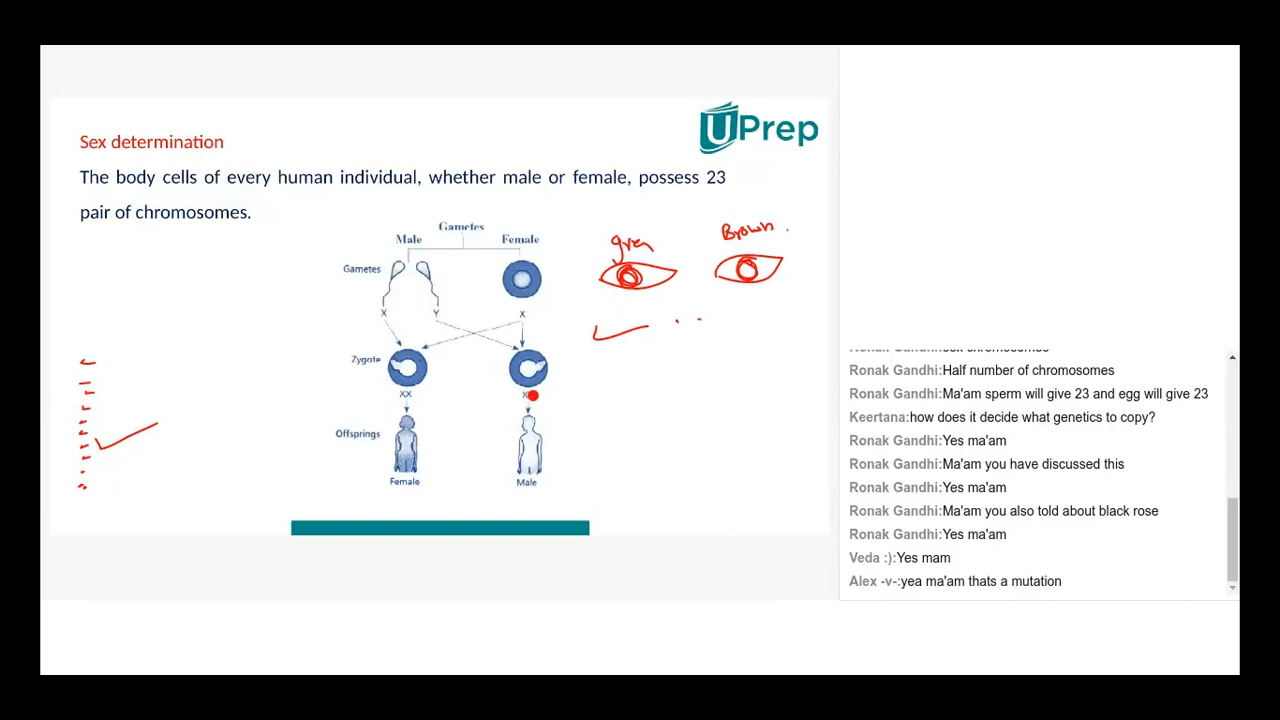 UPrep
Sex determination
The body cells of every human individual, whether male or female, possess 23
pair of chromosomes.
Gametes
Male Female
Gametes
X Y X
Zygate
XX X
Offsprings
Female Male
Brown
Ronak Gandhi:sex chromosomes
Ronak Gandhi:Half number of chromosomes
Ronak Gandhi:Ma'am sperm will give 23 and egg will give 23
Keertana:how does it decide what genetics to copy?
Ronak Gandhi:Yes ma'am
Ronak Gandhi:Ma'am you have discussed this
Ronak Gandhi:Yes ma'am
Ronak Gandhi:Ma'am you also told about black rose
Ronak Gandhi:Yes ma'am
Veda :):Yes mam
Alex -v-:yea ma'am thats a mutation